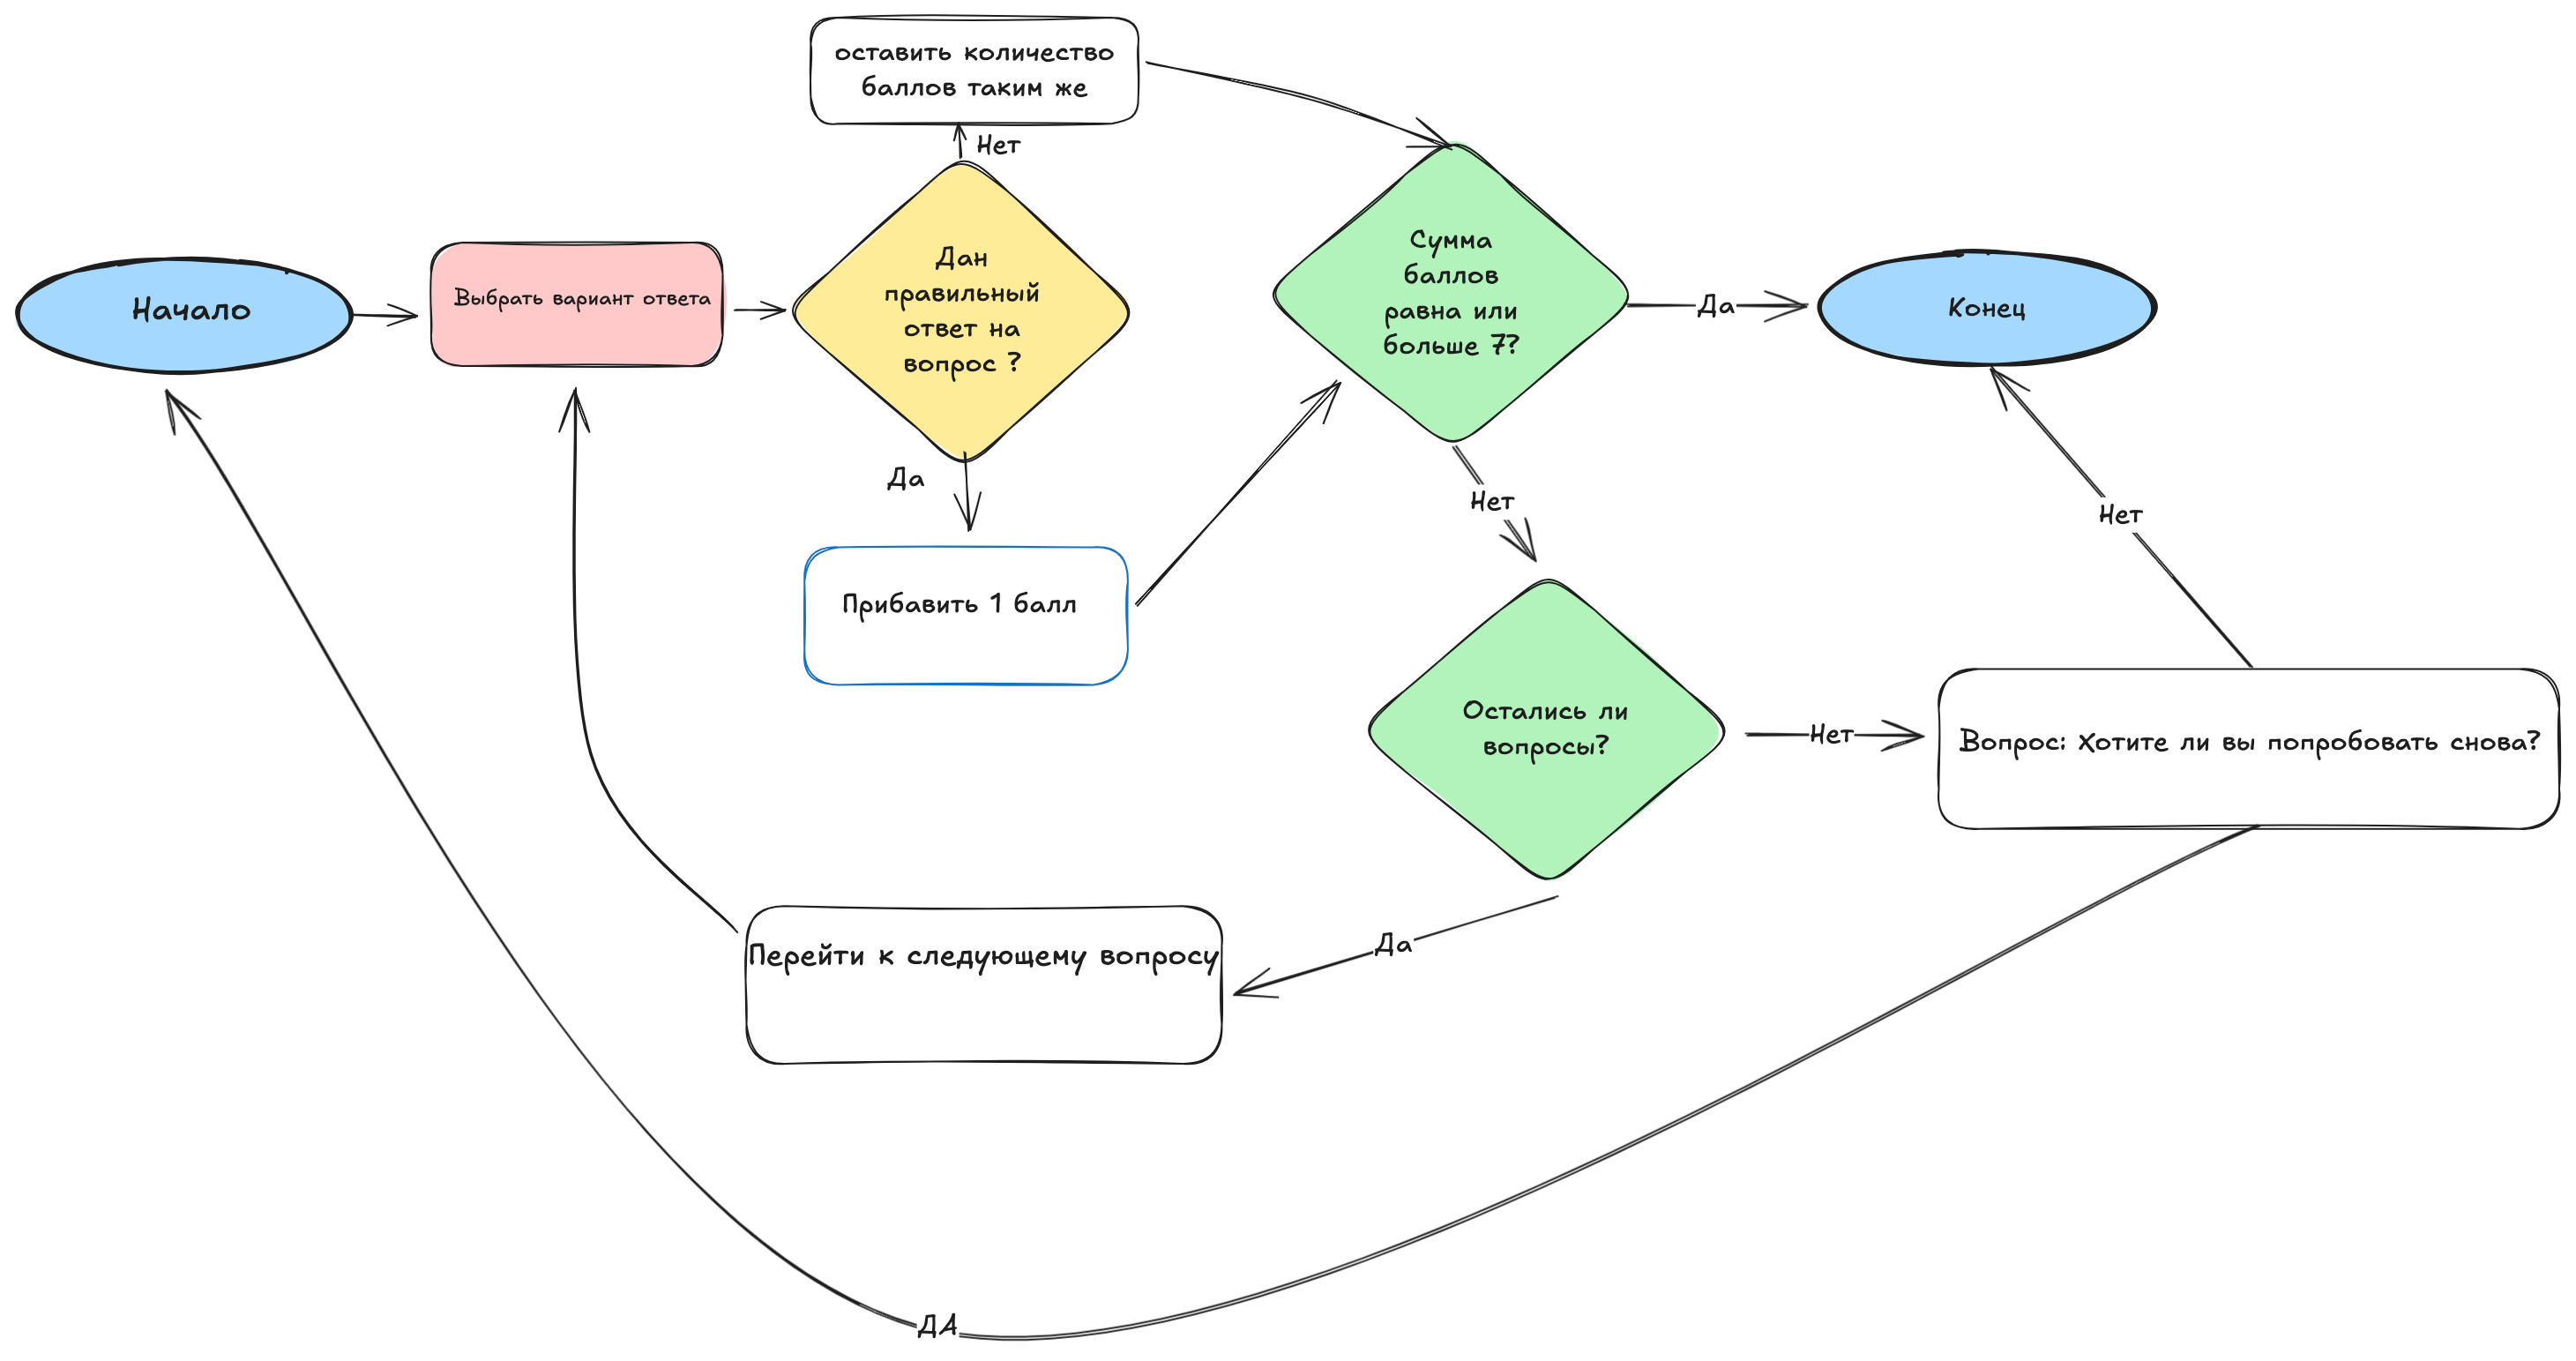 оставить количество
баллов таким же
Нет
Начало
Выбрать вариант ответа
Дан
правильный
ответ на
вопрос ?
Сумма
баллов
равна или
больше 7?
Да
Конец
Да
Нет
Нет
Прибавить 1 балл
Остались ли
вопросы?
Нет
Вопрос: Хотите ли вы попробовать снова?
Да
Перейти к следующему вопросу
ДА